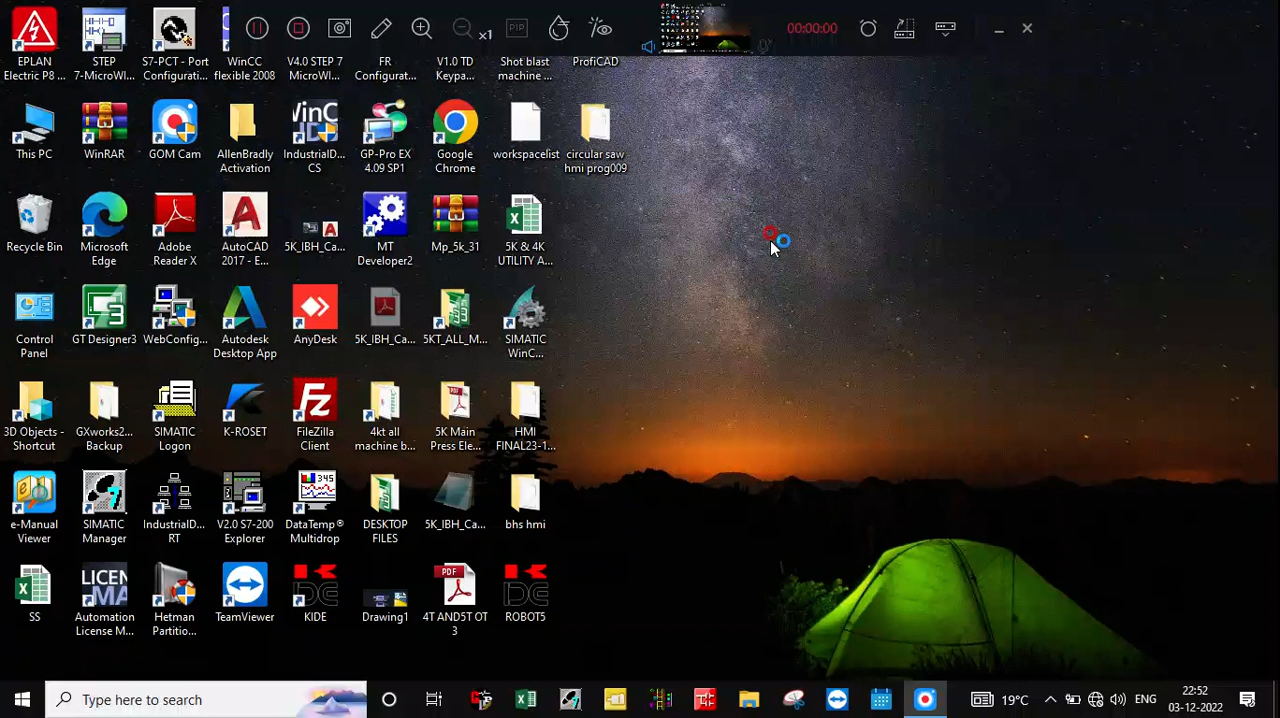 x1
PIP
00:00:00
EPLAN
Electric P8 ...
STEP
7-MicroWI...
S7-PCT - Port
Configurati...
WinCC
flexible 2008
V4.0 STEP 7
MicroWI...
FR
Configurat...
V1.0 TD
Keypa...
Shot blast
machine ...
ProfiCAD
This PC
WinRAR
GOM Cam
AllenBradly
Activation
IndustrialD...
CS
GP-Pro EX
4.09 SP1
Google
Chrome
workspacelist
circular saw
hmi prog009
Recycle Bin
Microsoft
Edge
Adobe
Reader X
AutoCAD
2017 - E...
5K_IBH_Ca...
MT
Developer2
Mp_5k_31
5K & 4K
UTILITY A...
Control
Panel
GT Designer3
WebConfig...
Autodesk
Desktop App
AnyDesk
5K_IBH_Ca...
5KT_ALL_M...
SIMATIC
WinC...
3D Objects -
Shortcut
GXworks2...
Backup
SIMATIC
Logon
K-ROSET
FileZilla
Client
4kt all
machine b...
5K Main
Press Ele...
HMI
FINAL23-1...
e-Manual
Viewer
SIMATIC
Manager
IndustrialD...
RT
V2.0 S7-200
Explorer
DataTemp®
Multidrop
DESKTOP
FILES
5K_IBH_Ca...
bhs hmi
SS
Automation
License M...
Hetman
Partitio...
TeamViewer
KIDE
Drawing1
4T AND5T OT
3
ROBOT5
Type here to search
19°C
ENG
22:52
03-12-2022